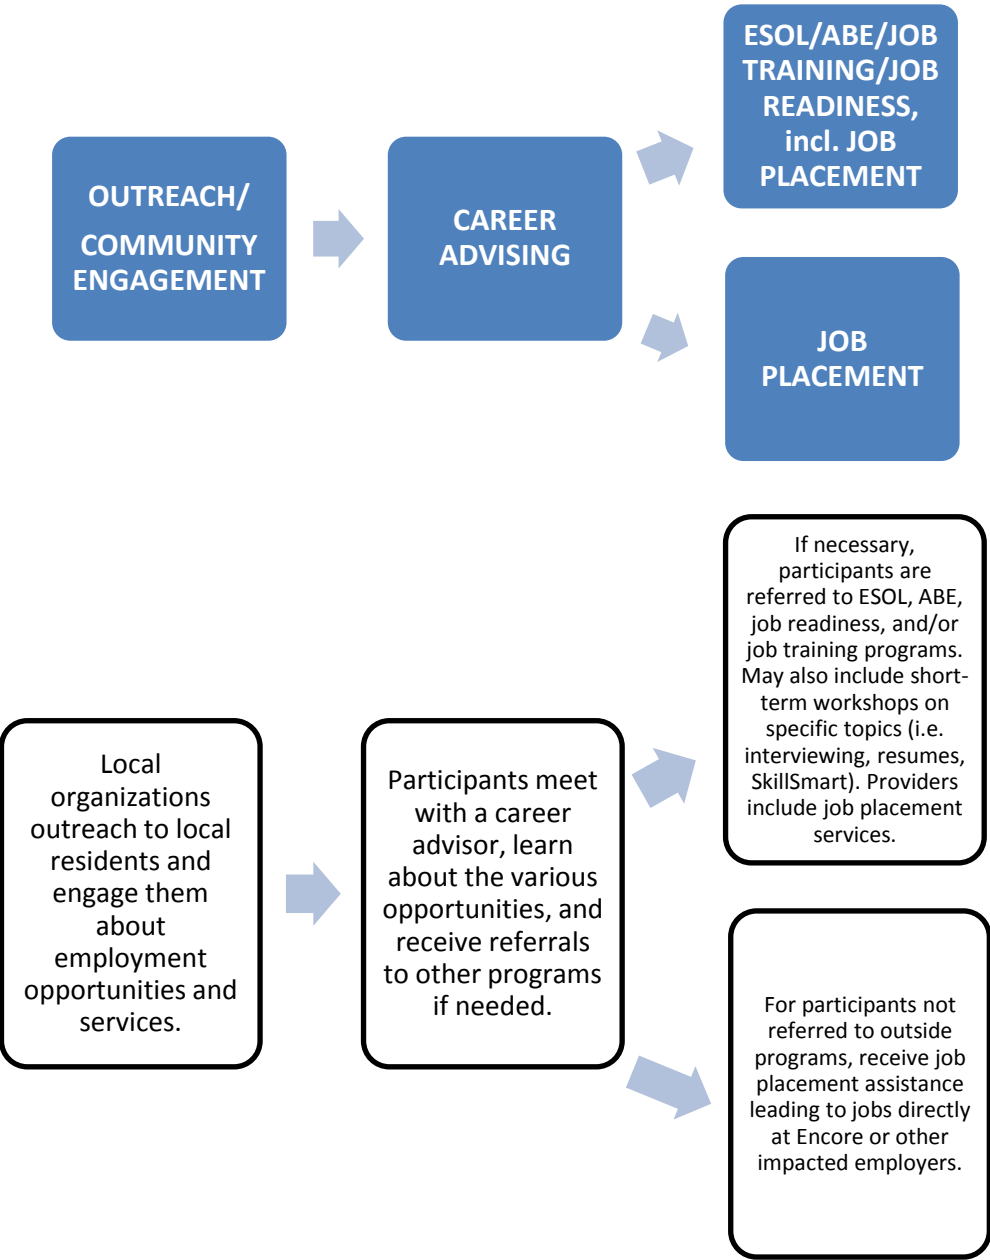 OUTREACH/
COMMUNITY
ENGAGEMENT
CAREER
ADVISING
ESOL/ABE/JOB
TRAINING/JOB
READINESS,
incl. JOB
PLACEMENT
JOB
PLACEMENT
Local
organizations
outreach to local
residents and
engage them
about
employment
opportunities and
services.
Participants meet
with a career
advisor, learn
about the various
opportunities, and
receive referrals
to other programs
if needed.
If necessary,
participants are
referred to ESOL, ABE,
job readiness, and/or
job training programs.
May also include short-
term workshops on
specific topics (i.e.
interviewing, resumes,
SkillSmart). Providers
include job placement
services.
For participants not
referred to outside
programs, receive job
placement assistance
leading to jobs directly
at Encore or other
impacted employers.